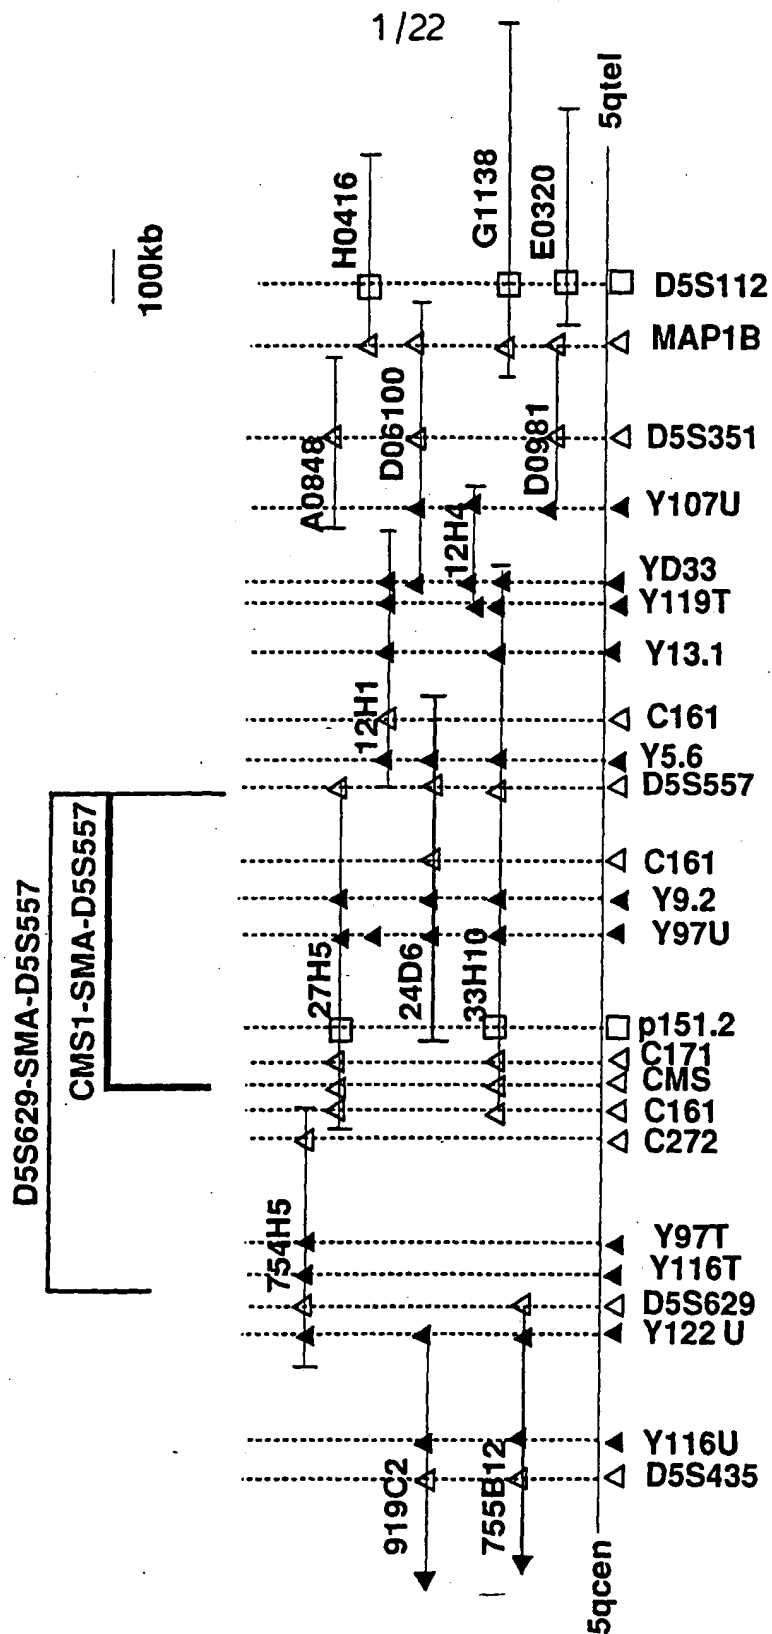 1/22
5qtel
H0416
G1138
E0320
100kb
D5S112
MAP1B
D5S351
Y107U
YD33
Y119T
Y13.1
C161
Y5.6
D5S557
C161
Y9.2
Y97U
p151.2
C171
CMS
C161
C272
Y97T
Y116T
D5S629
Y122 U
Y116U
D5S435
A0848
D06100
D0981
12H4
12H1
27H5
24D6
33H10
754H5
919C2
755B12
D5S629-SMA-D5S557
CMS1-SMA-D5S557
5qcen